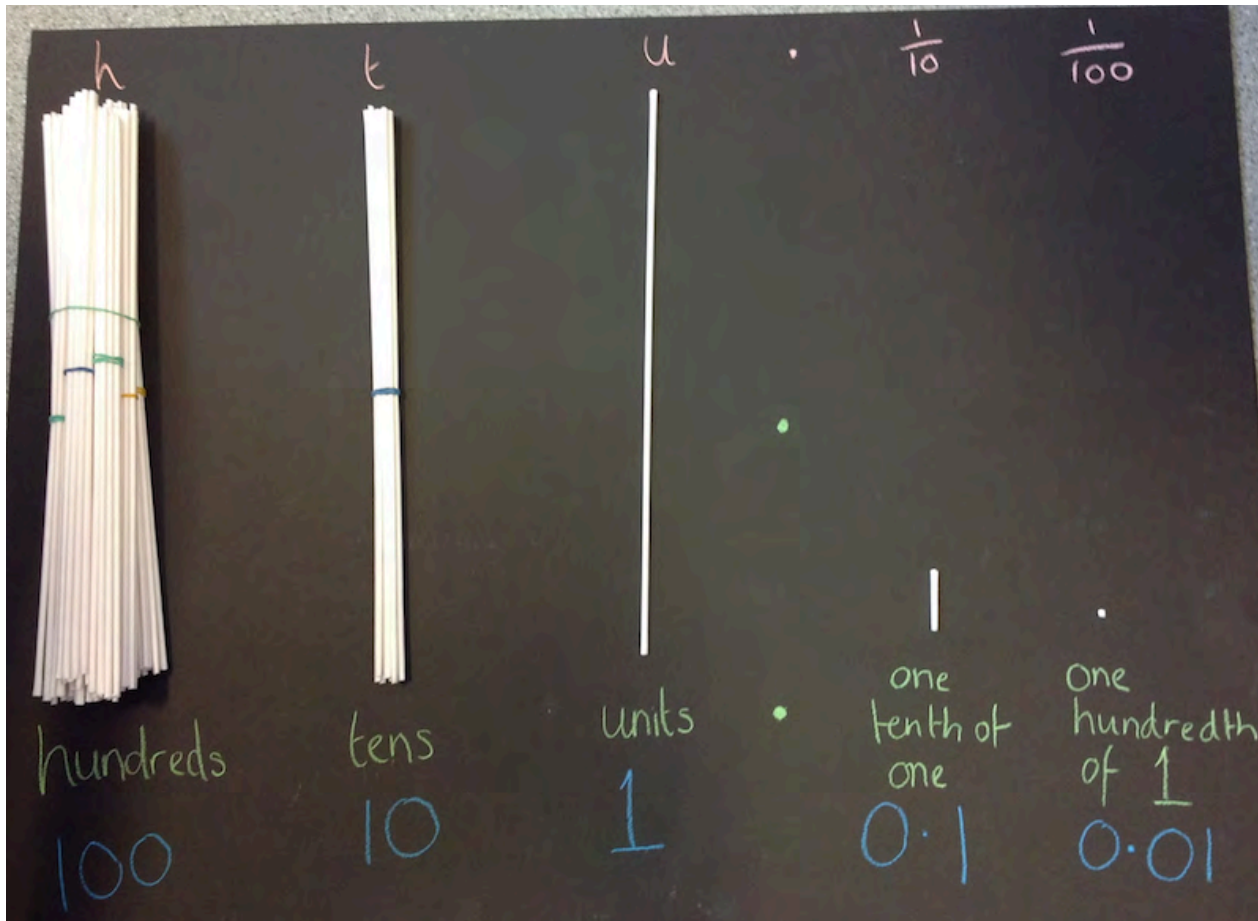 h t u · 1/10 1/100
hundreds tens units · one tenth of one one hundredth of 1
100 10 1 0·1 0·01